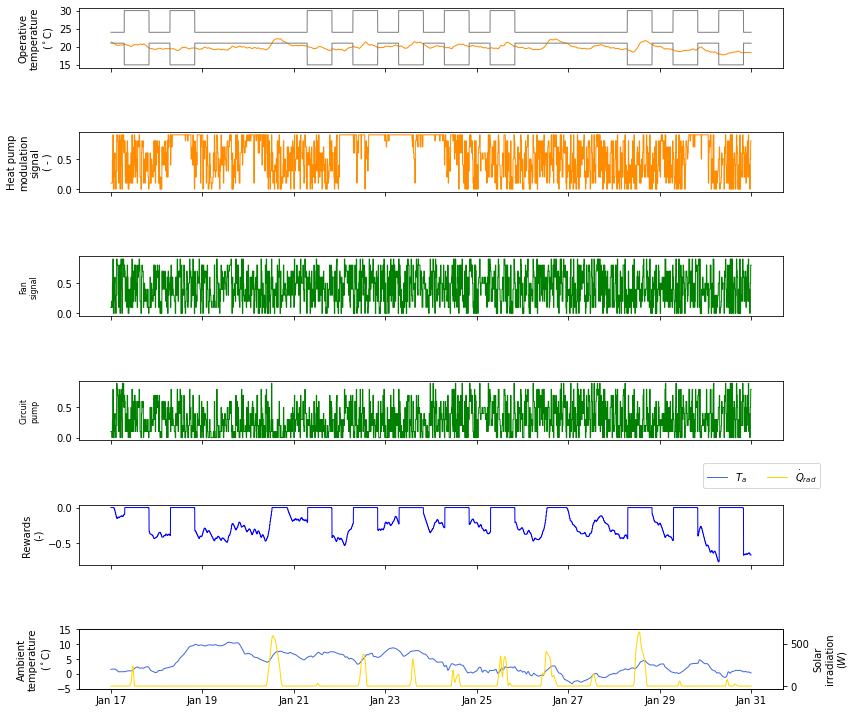 Operative
temperature
(°C)
30
25
20
15
Heat pump
modulation
signal
( - )
0.5
0.0
Fan
signal
0.5
0.0
Circuit
pump
0.5
0.0
T_a Q̇_rad
Rewards
(-)
0.0
−0.5
Ambient
temperature
(°C)
15
10
5
0
−5
500
0
Solar
irradiation
(W)
Jan 17 Jan 19 Jan 21 Jan 23 Jan 25 Jan 27 Jan 29 Jan 31